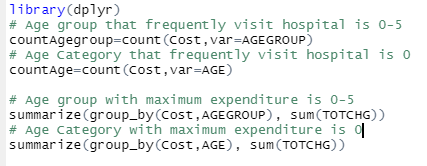 library(dplyr)
# Age group that frequently visit hospital is 0-5
countAgegroup=count(Cost,var=AGEGROUP)
# Age Category that frequently visit hospital is 0
countAge=count(Cost,var=AGE)
# Age group with maximum expenditure is 0-5
summarize(group_by(Cost,AGEGROUP), sum(TOTCHG))
# Age Category with maximum expenditure is 0
summarize(group_by(Cost,AGE), sum(TOTCHG))